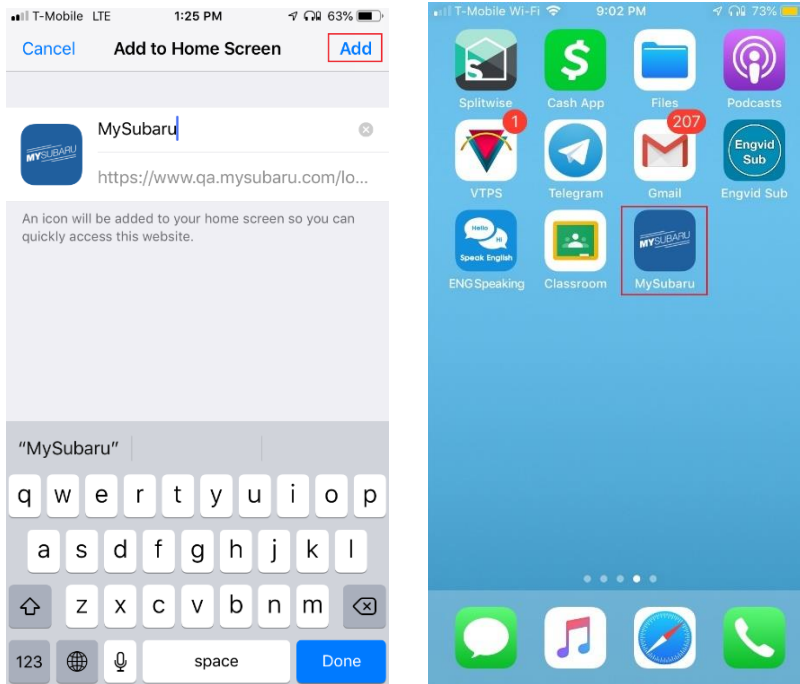 T-Mobile LTE 1:25 PM 63%
Cancel Add to Home Screen Add
MYSUBARU
MySubaru
https://www.qa.mysubaru.com/lo...
An icon will be added to your home screen so you can
quickly access this website.
“MySubaru”
q w e r t y u i o p
a s d f g h j k l
z x c v b n m
123 space Done
T-Mobile Wi-Fi 9:02 PM 73%
S $
Splitwise Cash App Files Podcasts
1 207 Engvid
Sub
VTPS Telegram Gmail Engvid Sub
Hello
Hi
Speak English
MYSUBARU
ENG Speaking Classroom MySubaru